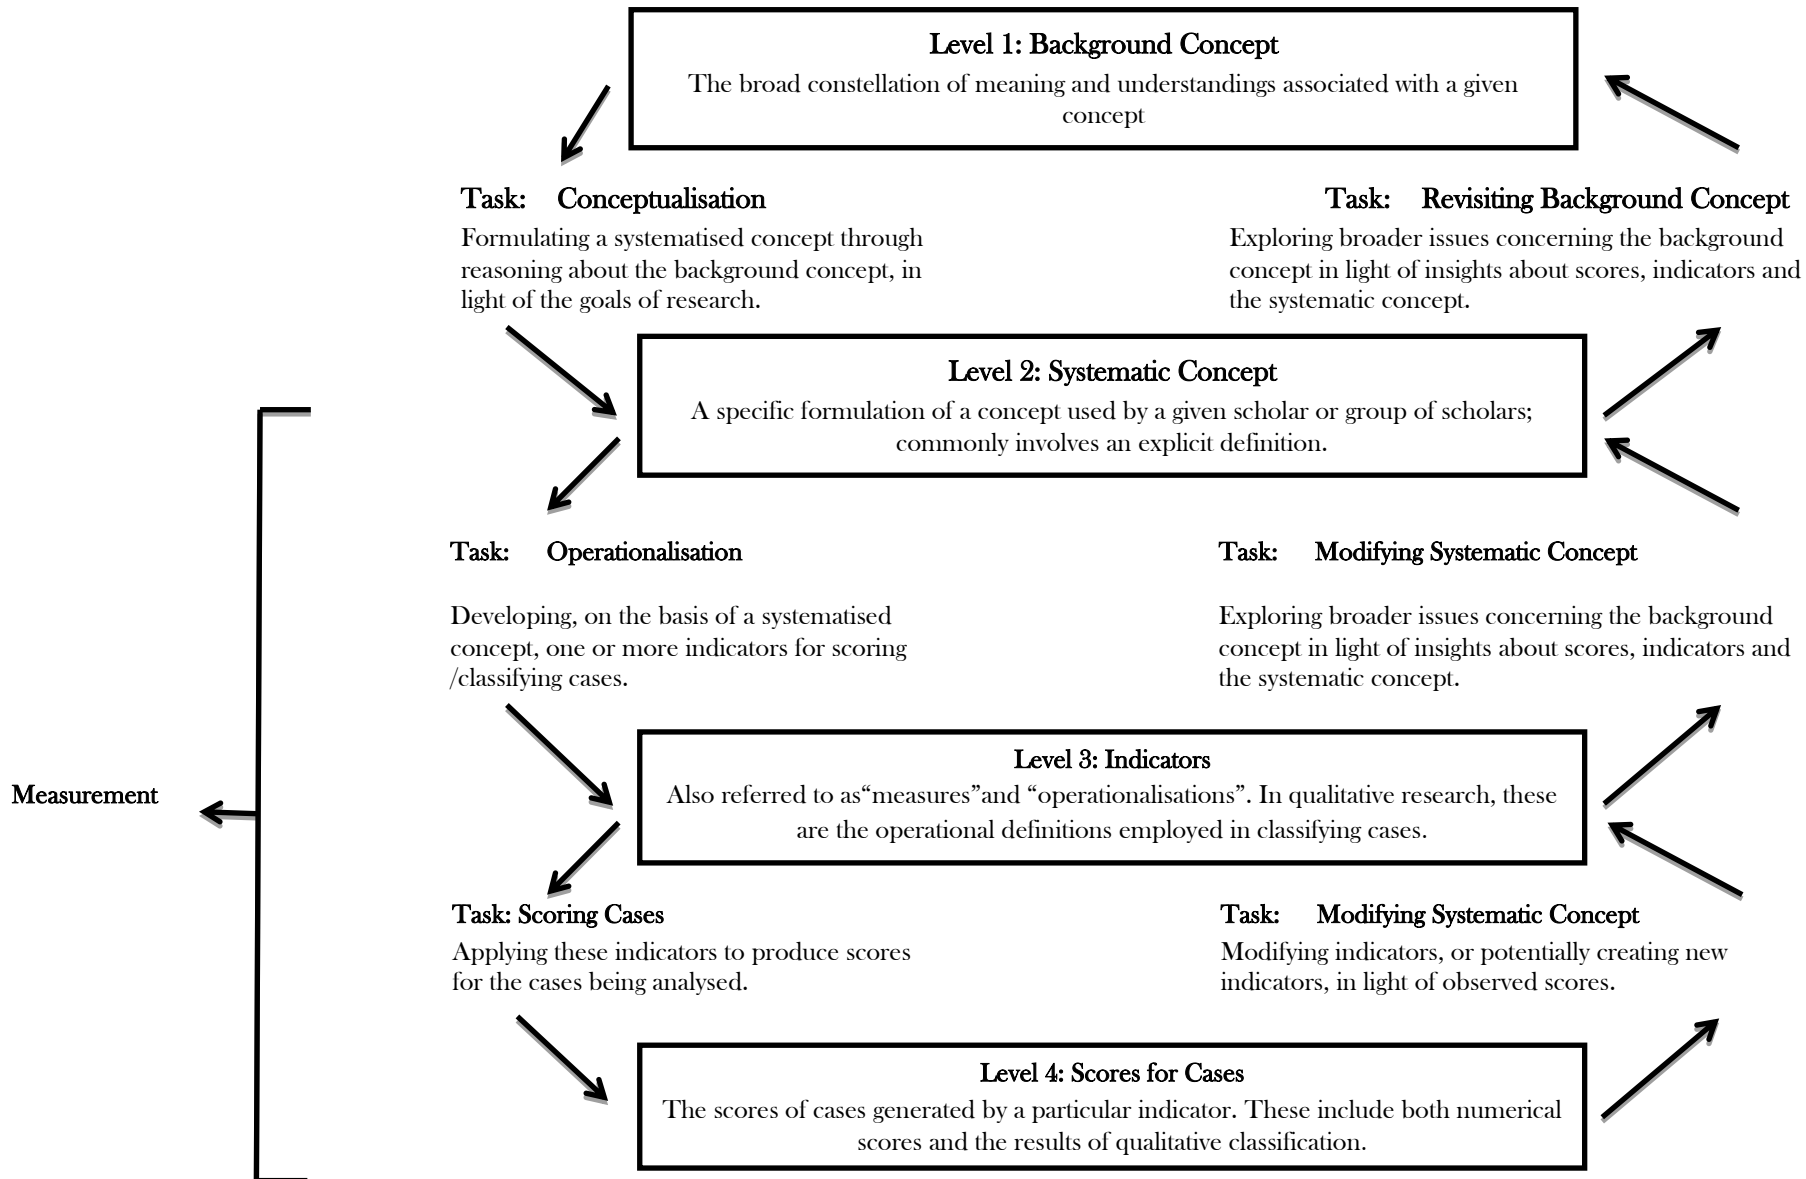 Level 1: Background Concept
The broad constellation of meaning and understandings associated with a given
concept
Task: Conceptualisation
Formulating a systematised concept through
reasoning about the background concept, in
light of the goals of research.
Task: Revisiting Background Concept
Exploring broader issues concerning the background
concept in light of insights about scores, indicators and
the systematic concept.
Level 2: Systematic Concept
A specific formulation of a concept used by a given scholar or group of scholars;
commonly involves an explicit definition.
Task: Operationalisation
Developing, on the basis of a systematised
concept, one or more indicators for scoring
/classifying cases.
Task: Modifying Systematic Concept
Exploring broader issues concerning the background
concept in light of insights about scores, indicators and
the systematic concept.
Measurement
Level 3: Indicators
Also referred to as“measures”and “operationalisations”. In qualitative research, these
are the operational definitions employed in classifying cases.
Task: Scoring Cases
Applying these indicators to produce scores
for the cases being analysed.
Task: Modifying Systematic Concept
Modifying indicators, or potentially creating new
indicators, in light of observed scores.
Level 4: Scores for Cases
The scores of cases generated by a particular indicator. These include both numerical
scores and the results of qualitative classification.